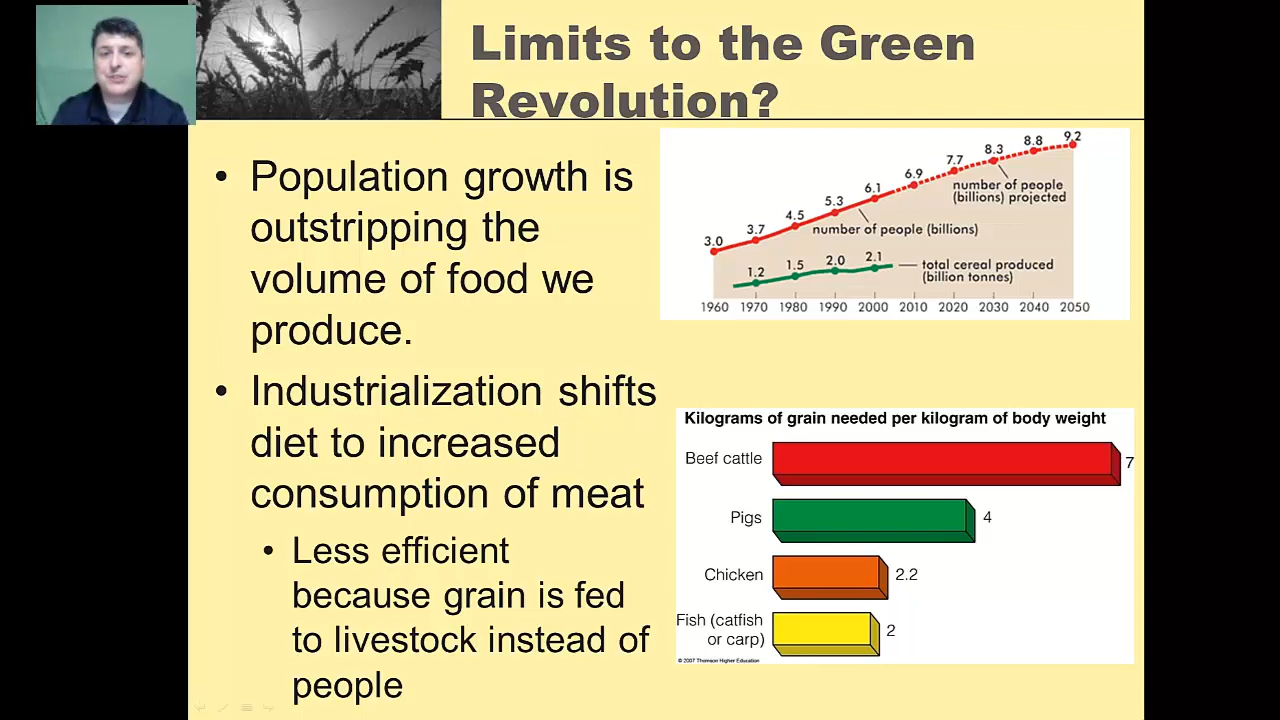 Limits to the Green
Revolution?
• Population growth is
outstripping the
volume of food we
produce.
• Industrialization shifts
diet to increased
consumption of meat
• Less efficient
because grain is fed
to livestock instead of
people
3.0
3.7
4.5
5.3
6.1
6.9
7.7
8.3
8.8
9.2
number of people
(billions) projected
number of people (billions)
1.2
1.5
2.0
2.1
total cereal produced
(billion tonnes)
1960 1970 1980 1990 2000 2010 2020 2030 2040 2050
Kilograms of grain needed per kilogram of body weight
Beef cattle 7
Pigs 4
Chicken 2.2
Fish (catfish
or carp) 2
© 2007 Thomson Higher Education